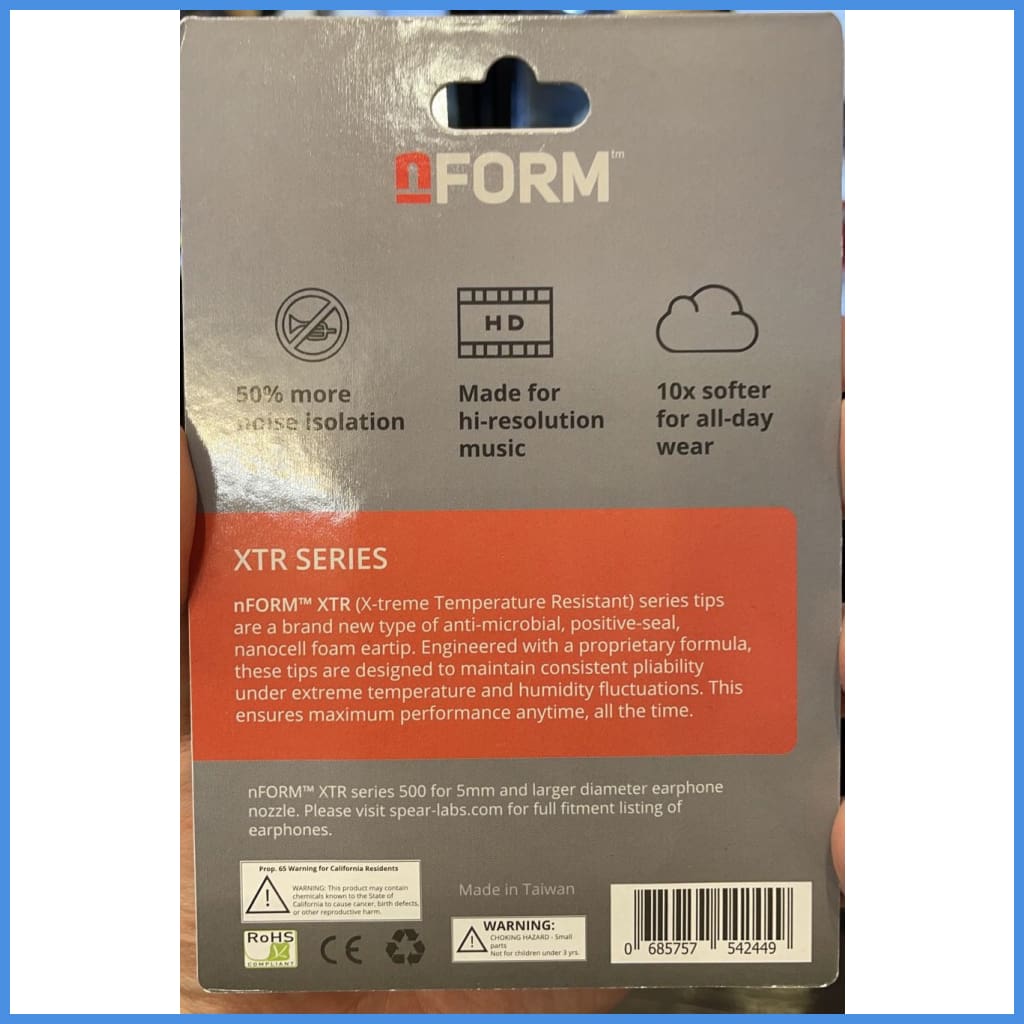 nFORM™
50% more
noise isolation
HD
Made for
hi-resolution
music
10x softer
for all-day
wear
XTR SERIES
nFORM™ XTR (X-treme Temperature Resistant) series tips
are a brand new type of anti-microbial, positive-seal,
nanocell foam eartip. Engineered with a proprietary formula,
these tips are designed to maintain consistent pliability
under extreme temperature and humidity fluctuations. This
ensures maximum performance anytime, all the time.
nFORM™ XTR series 500 for 5mm and larger diameter earphone
nozzle. Please visit spear-labs.com for full fitment listing of
earphones.
Prop. 65 Warning for California Residents
WARNING: This product may contain
chemicals known to the State of
California to cause cancer, birth defects,
or other reproductive harm.
RoHS
COMPLIANT
CE
Made in Taiwan
WARNING:
CHOKING HAZARD - Small
parts
Not for children under 3 yrs.
0 685757 542449